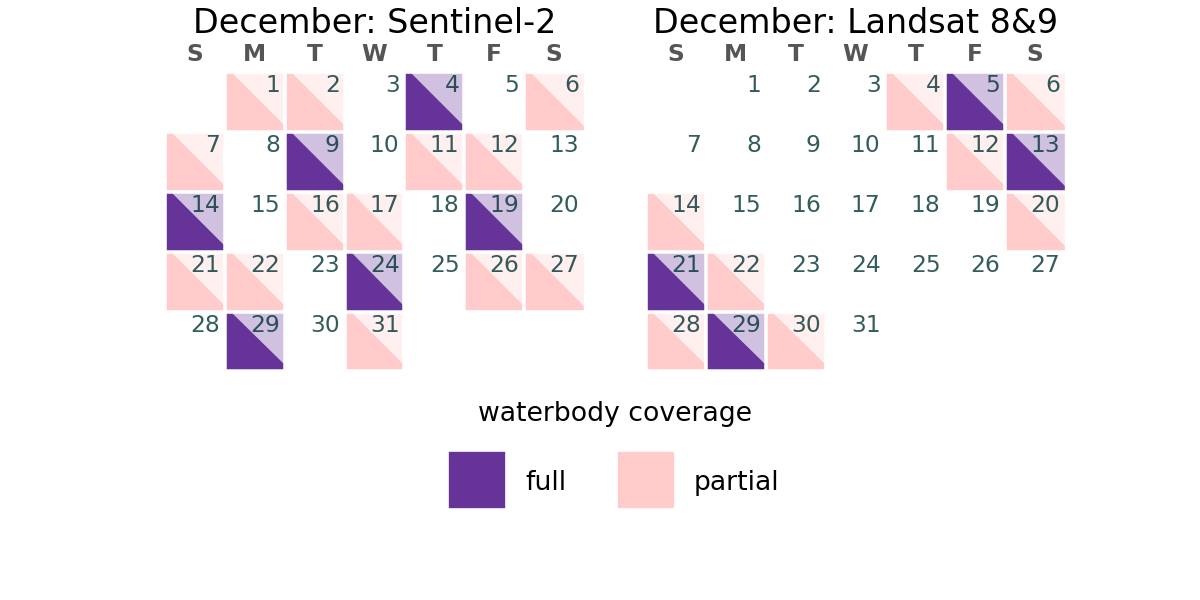 December: Sentinel-2
S M T W T F S
1 2 3 4 5 6
7 8 9 10 11 12 13
14 15 16 17 18 19 20
21 22 23 24 25 26 27
28 29 30 31
December: Landsat 8&9
S M T W T F S
1 2 3 4 5 6
7 8 9 10 11 12 13
14 15 16 17 18 19 20
21 22 23 24 25 26 27
28 29 30 31
waterbody coverage
full partial